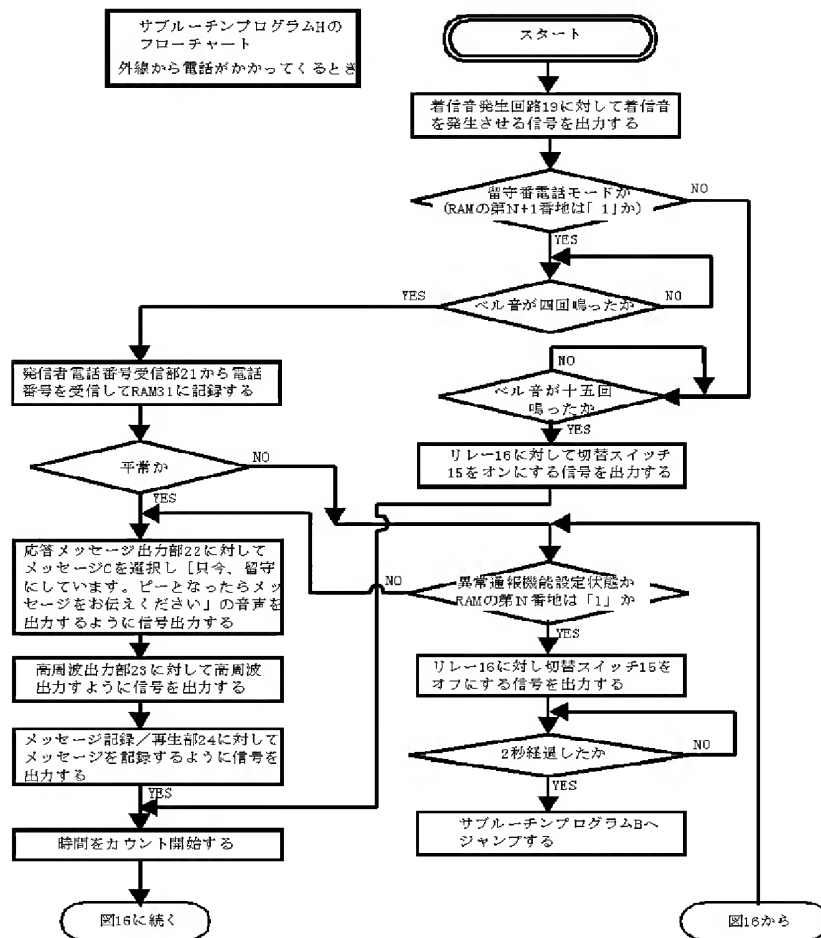 サブルーチンプログラムHの
フローチャート
外線から電話がかかってくるとき
スタート
着信音発生回路19に対して着信音
を発生させる信号を出力する
留守番電話モードか
(RAMの第N+1番地は「1」か)
NO
YES
ベル音が四回鳴ったか
YES
NO
発信者電話番号受信部21から電話
番号を受信してRAM31に記録する
NO
ベル音が十五回
鳴ったか
YES
平常か
NO
YES
リレー16に対して切替スイッチ
15をオンにする信号を出力する
応答メッセージ出力部22に対して
メッセージCを選択し「只今、留守
にしています。ピーとなったらメッ
セージをお伝えください」の音声を
出力するように信号出力する
異常通報機能設定状態か
RAMの第N番地は「1」か
NO
YES
高周波出力部23に対して高周波
出力すように信号を出力する
リレー16に対し切替スイッチ15を
オフにする信号を出力する
メッセージ記録／再生部24に対して
メッセージを記録するように信号を
出力する
YES
2秒経過したか
NO
YES
時間をカウント開始する
サブルーチンプログラムBへ
ジャンプする
図16に続く
図16から